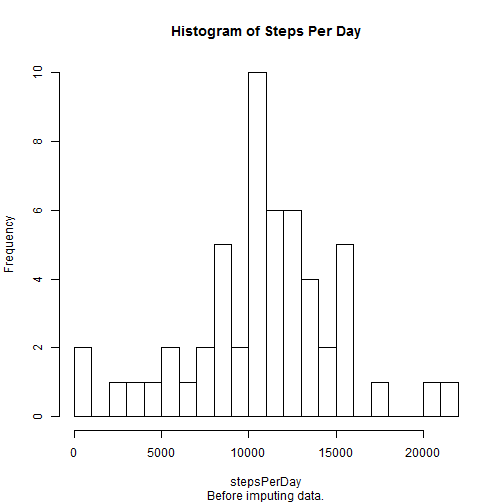 Histogram of Steps Per Day
Frequency
10
8
6
4
2
0
0 5000 10000 15000 20000
stepsPerDay
Before imputing data.